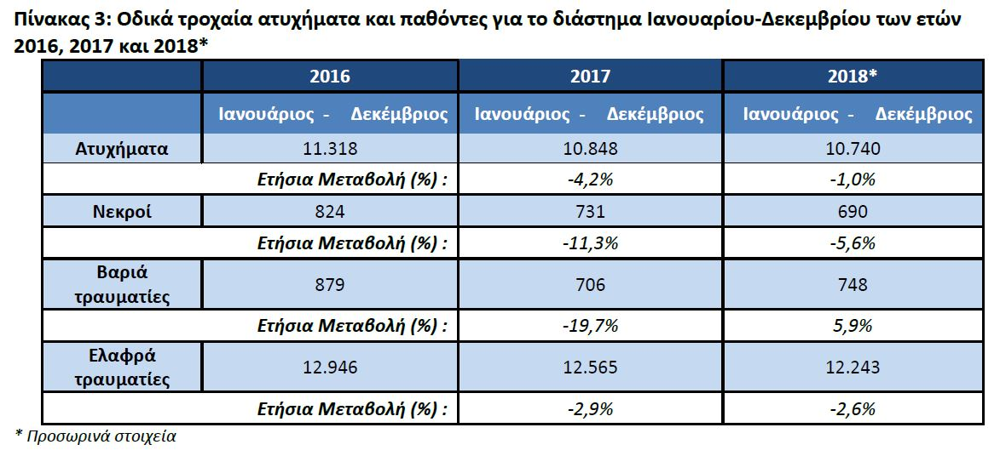 Πίνακας 3: Οδικά τροχαία ατυχήματα και παθόντες για το διάστημα Ιανουαρίου-Δεκεμβρίου των ετών
2016, 2017 και 2018*
2016 2017 2018*
Ιανουάριος - Δεκέμβριος Ιανουάριος - Δεκέμβριος Ιανουάριος - Δεκέμβριος
Ατυχήματα 11.318 10.848 10.740
Ετήσια Μεταβολή (%) : -4,2% -1,0%
Νεκροί 824 731 690
Ετήσια Μεταβολή (%) : -11,3% -5,6%
Βαριά
τραυματίες 879 706 748
Ετήσια Μεταβολή (%) : -19,7% 5,9%
Ελαφρά
τραυματίες 12.946 12.565 12.243
Ετήσια Μεταβολή (%) : -2,9% -2,6%
* Προσωρινά στοιχεία